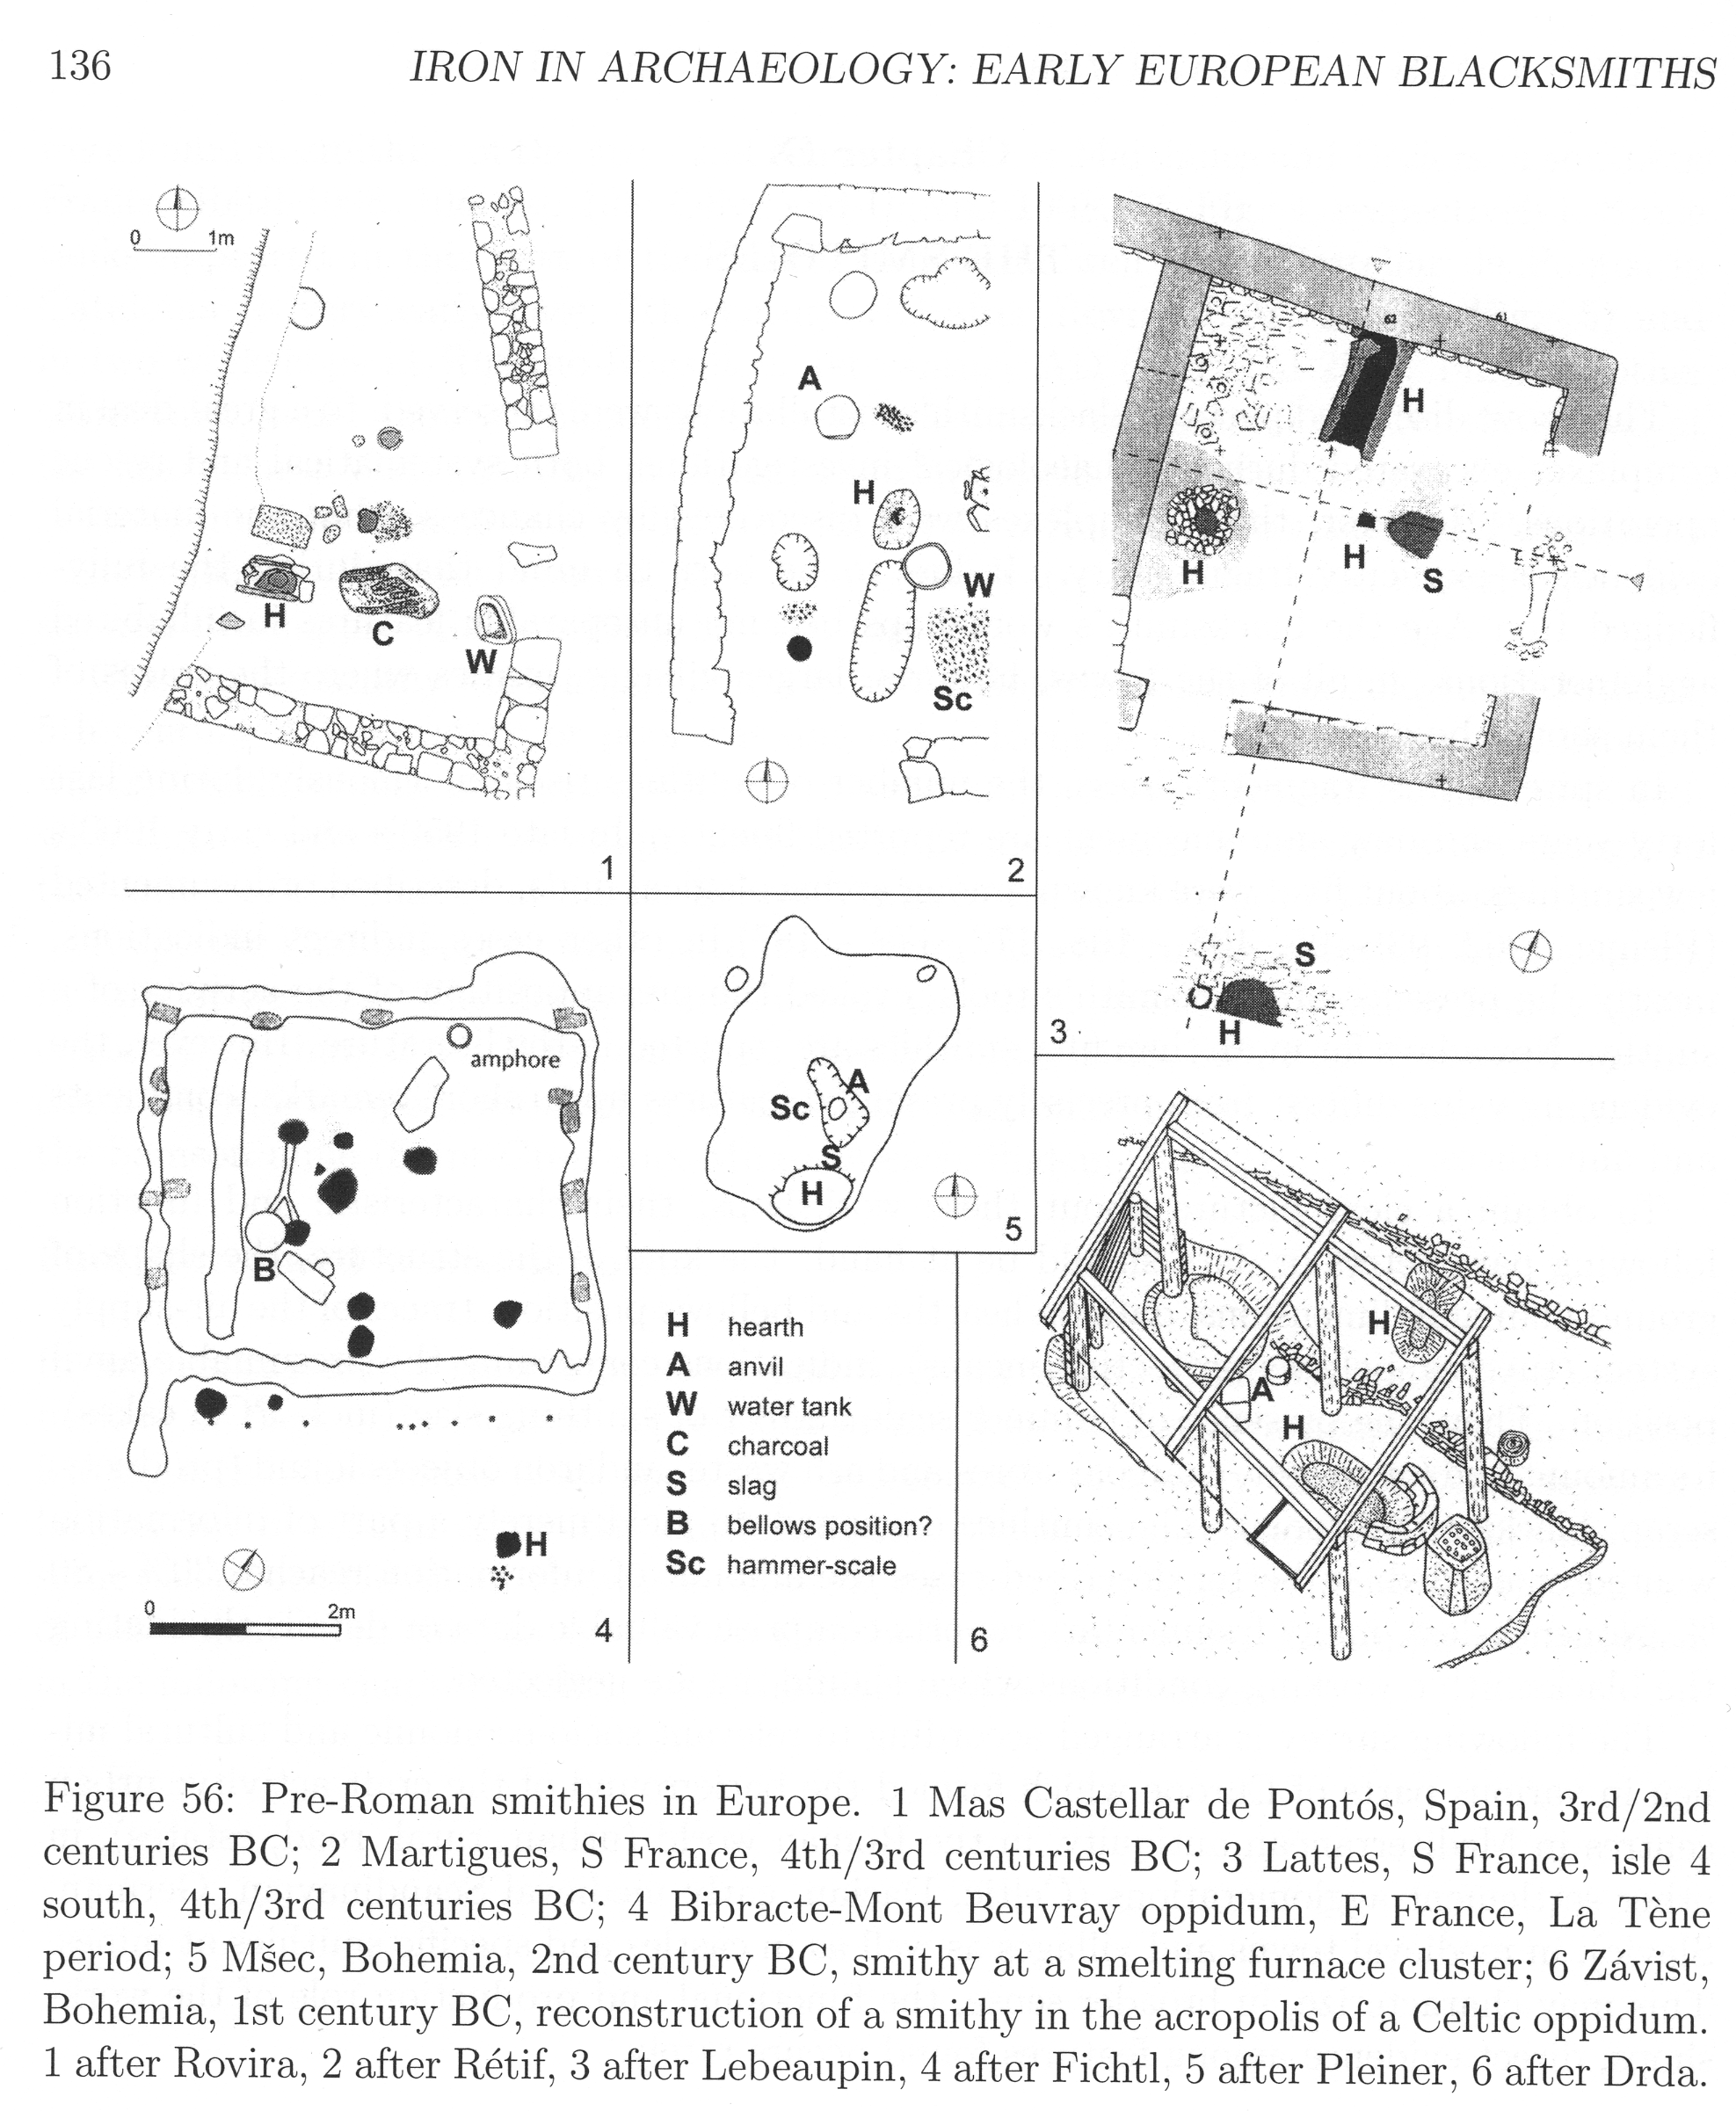 136
IRON IN ARCHAEOLOGY: EARLY EUROPEAN BLACKSMITHS
0 1m
H
C
W
1
A
H
W
Sc
2
62
61
H
H
H
S
S
H
3
amphore
B
H
0 2m
4
A
Sc
S
H
5
H hearth
A anvil
W water tank
C charcoal
S slag
B bellows position?
Sc hammer-scale
H
A
H
6
Figure 56: Pre-Roman smithies in Europe. 1 Mas Castellar de Pontós, Spain, 3rd/2nd
centuries BC; 2 Martigues, S France, 4th/3rd centuries BC; 3 Lattes, S France, isle 4
south, 4th/3rd centuries BC; 4 Bibracte-Mont Beuvray oppidum, E France, La Tène
period; 5 Mšec, Bohemia, 2nd century BC, smithy at a smelting furnace cluster; 6 Závist,
Bohemia, 1st century BC, reconstruction of a smithy in the acropolis of a Celtic oppidum.
1 after Rovira, 2 after Rétif, 3 after Lebeaupin, 4 after Fichtl, 5 after Pleiner, 6 after Drda.